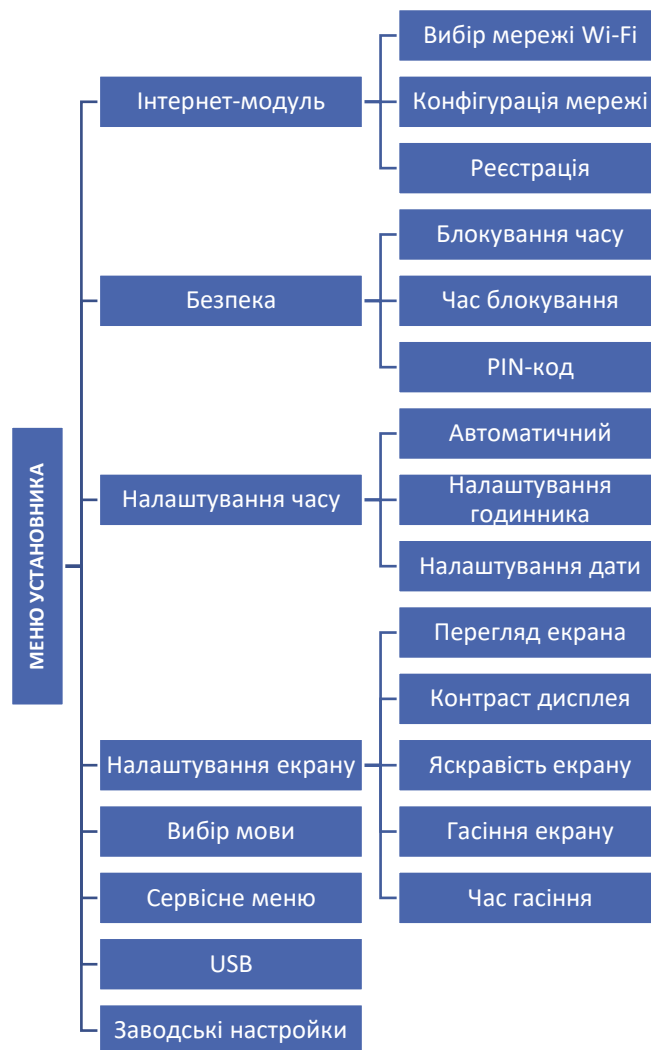 МЕНЮ УСТАНОВНИКА
Інтернет-модуль
Вибір мережі Wi-Fi
Конфігурація мережі
Реєстрація
Безпека
Блокування часу
Час блокування
PIN-код
Налаштування часу
Автоматичний
Налаштування
годинника
Налаштування дати
Налаштування екрану
Перегляд екрана
Контраст дисплея
Яскравість екрану
Гасіння екрану
Час гасіння
Вибір мови
Сервісне меню
USB
Заводські настройки